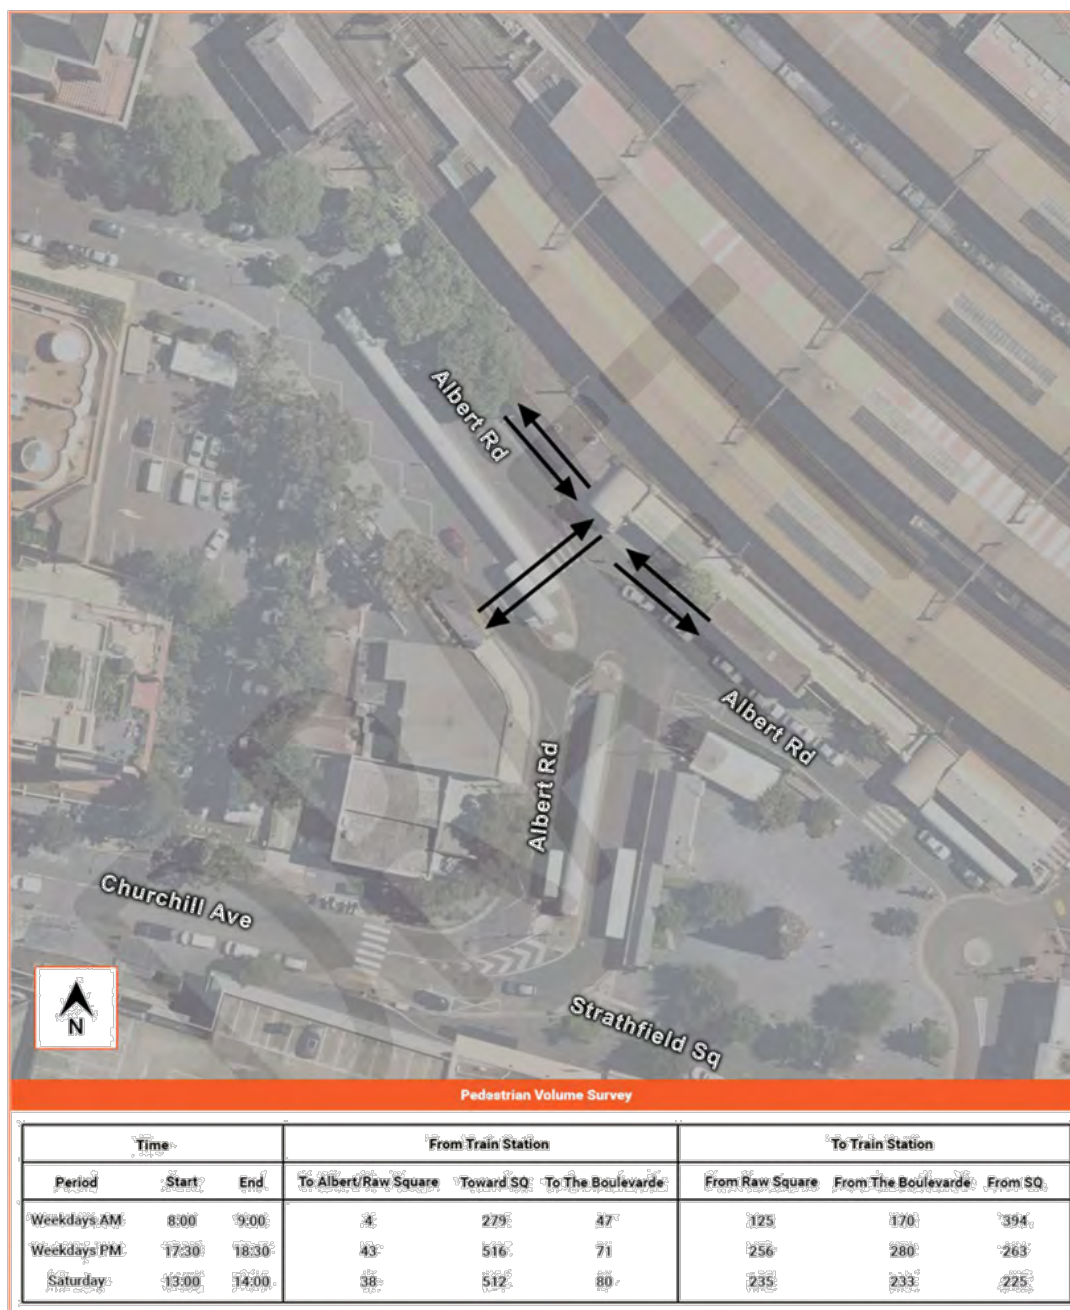 Albert Rd
Albert Rd
Albert Rd
Churchill Ave
Strathfield Sq
N
Pedestrian Volume Survey
Time From Train Station To Train Station
Period Start End To Albert/Raw Square Toward SQ To The Boulevarde From Raw Square From The Boulevarde From SQ
Weekdays AM 8:00 9:00 4 279 47 125 170 394
Weekdays PM 17:30 18:30 43 516 71 256 280 263
Saturday 13:00 14:00 38 512 80 235 233 225